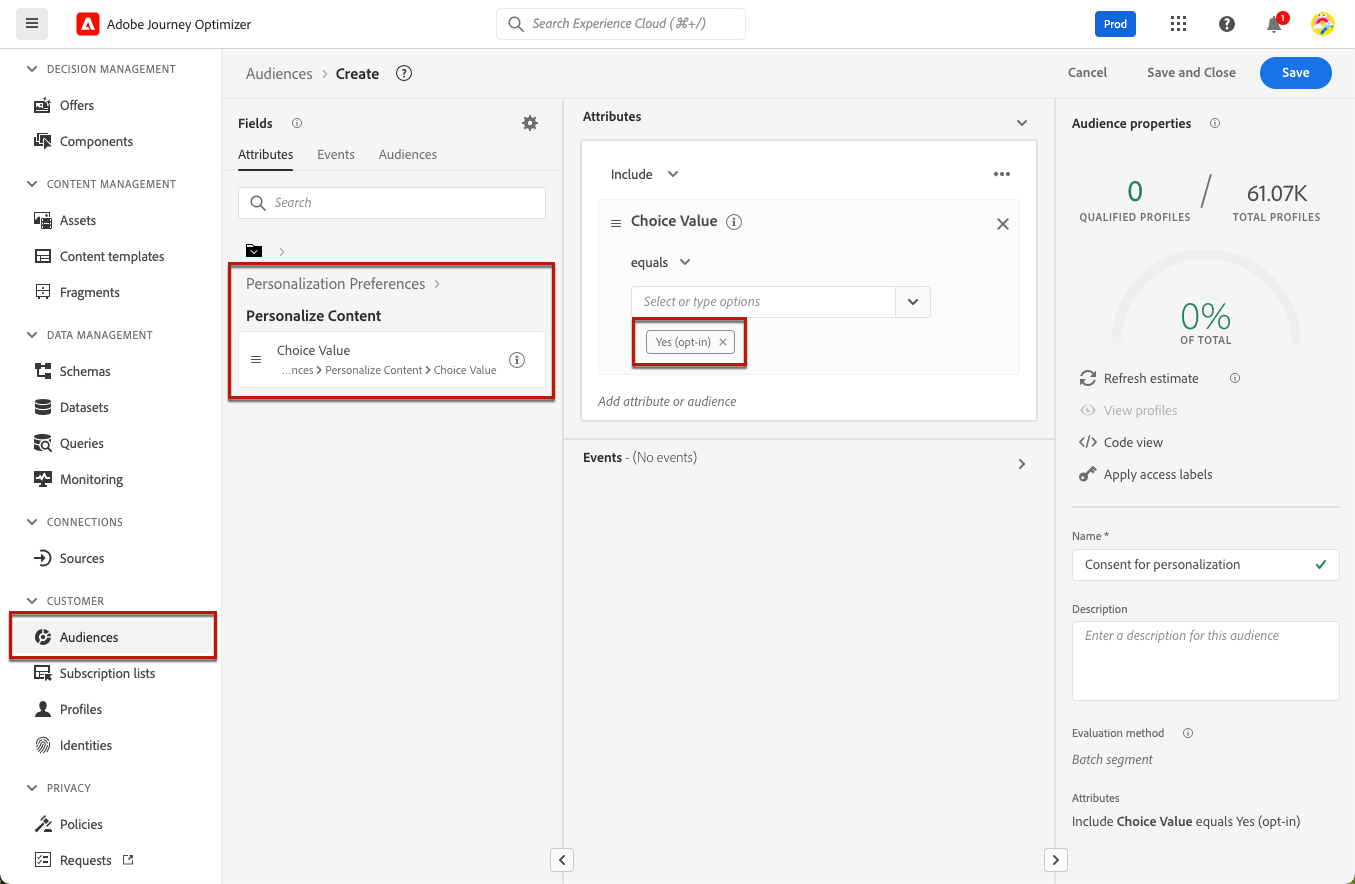 Adobe Journey Optimizer
Search Experience Cloud (⌘+/)
Prod
1
DECISION MANAGEMENT
Offers
Components
CONTENT MANAGEMENT
Assets
Content templates
Fragments
DATA MANAGEMENT
Schemas
Datasets
Queries
Monitoring
CONNECTIONS
Sources
CUSTOMER
Audiences
Subscription lists
Profiles
Identities
PRIVACY
Policies
Requests
Audiences > Create
Cancel
Save and Close
Save
Fields
Attributes Events Audiences
Search
Personalization Preferences >
Personalize Content
Choice Value
...nces > Personalize Content > Choice Value
Attributes
Include
Choice Value
equals
Select or type options
Yes (opt-in)
Add attribute or audience
Events - (No events)
Audience properties
0 / 61.07K
QUALIFIED PROFILES TOTAL PROFILES
0%
OF TOTAL
Refresh estimate
View profiles
</> Code view
Apply access labels
Name *
Consent for personalization
Description
Enter a description for this audience
Evaluation method
Batch segment
Attributes
Include Choice Value equals Yes (opt-in)